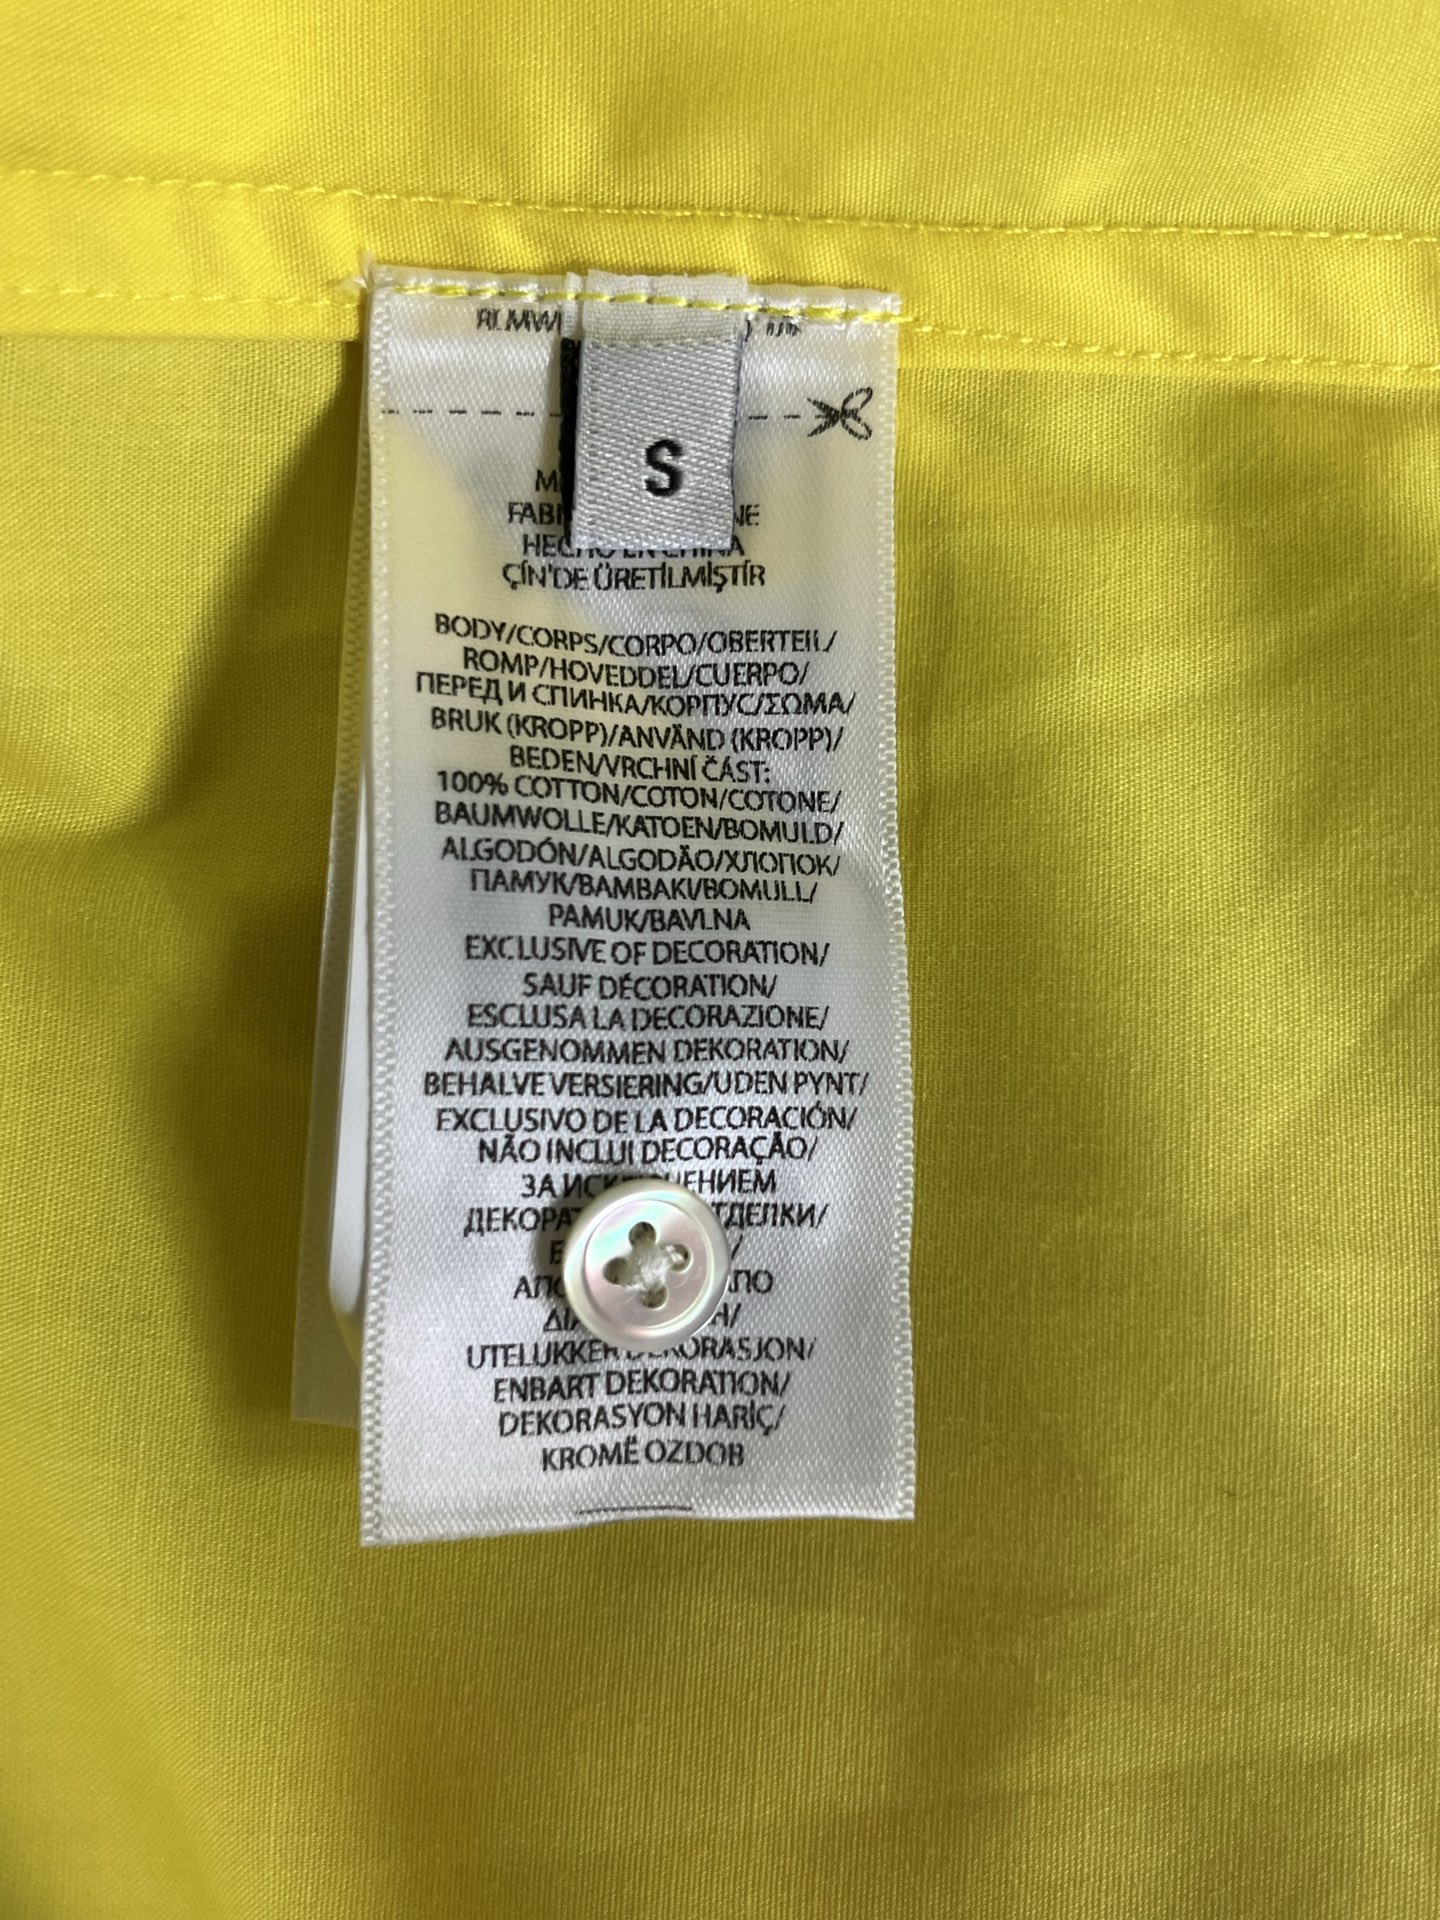 S
HECHO EN CHINA
ÇİN'DE ÜRETİLMİŞTİR
BODY/CORPS/CORPO/OBERTEIL/
ROMP/HOVEDDEL/CUERPO/
ПЕРЕД И СПИНКА/КОРПУС/ΣΩΜΑ/
BRUK (KROPP)/ANVÄND (KROPP)/
BEDEN/VRCHNÍ ČÁST:
100% COTTON/COTON/COTONE/
BAUMWOLLE/KATOEN/BOMULD/
ALGODÓN/ALGODÃO/ХЛОПОК/
ПАМУК/BAMBAKI/BOMULL/
PAMUK/BAVLNA
EXCLUSIVE OF DECORATION/
SAUF DÉCORATION/
ESCLUSA LA DECORAZIONE/
AUSGENOMMEN DEKORATION/
BEHALVE VERSIERING/UDEN PYNT/
EXCLUSIVO DE LA DECORACIÓN/
NÃO INCLUI DECORAÇÃO/
ЗА
UTELUKKER DEKORASJON/
ENBART DEKORATION/
DEKORASYON HARİÇ/
KROMĚ OZDOB